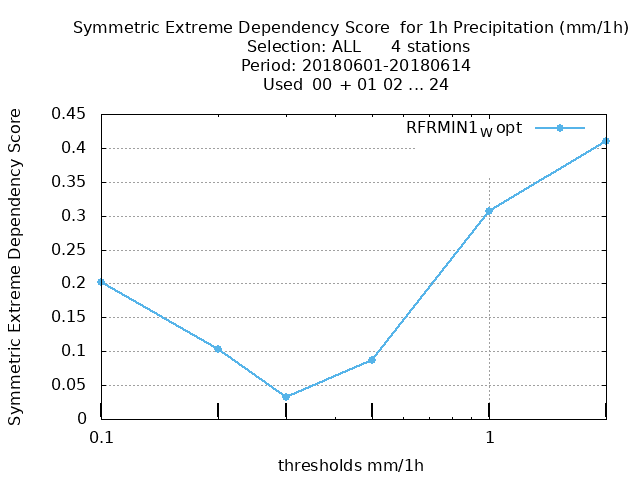 Symmetric Extreme Dependency Score  for 1h Precipitation (mm/1h)
Selection: ALL      4 stations
Period: 20180601-20180614
Used  00 + 01 02 ... 24
RFRMIN1W opt
Symmetric Extreme Dependency Score
0.45
0.4
0.35
0.3
0.25
0.2
0.15
0.1
0.05
0
0.1
1
thresholds mm/1h